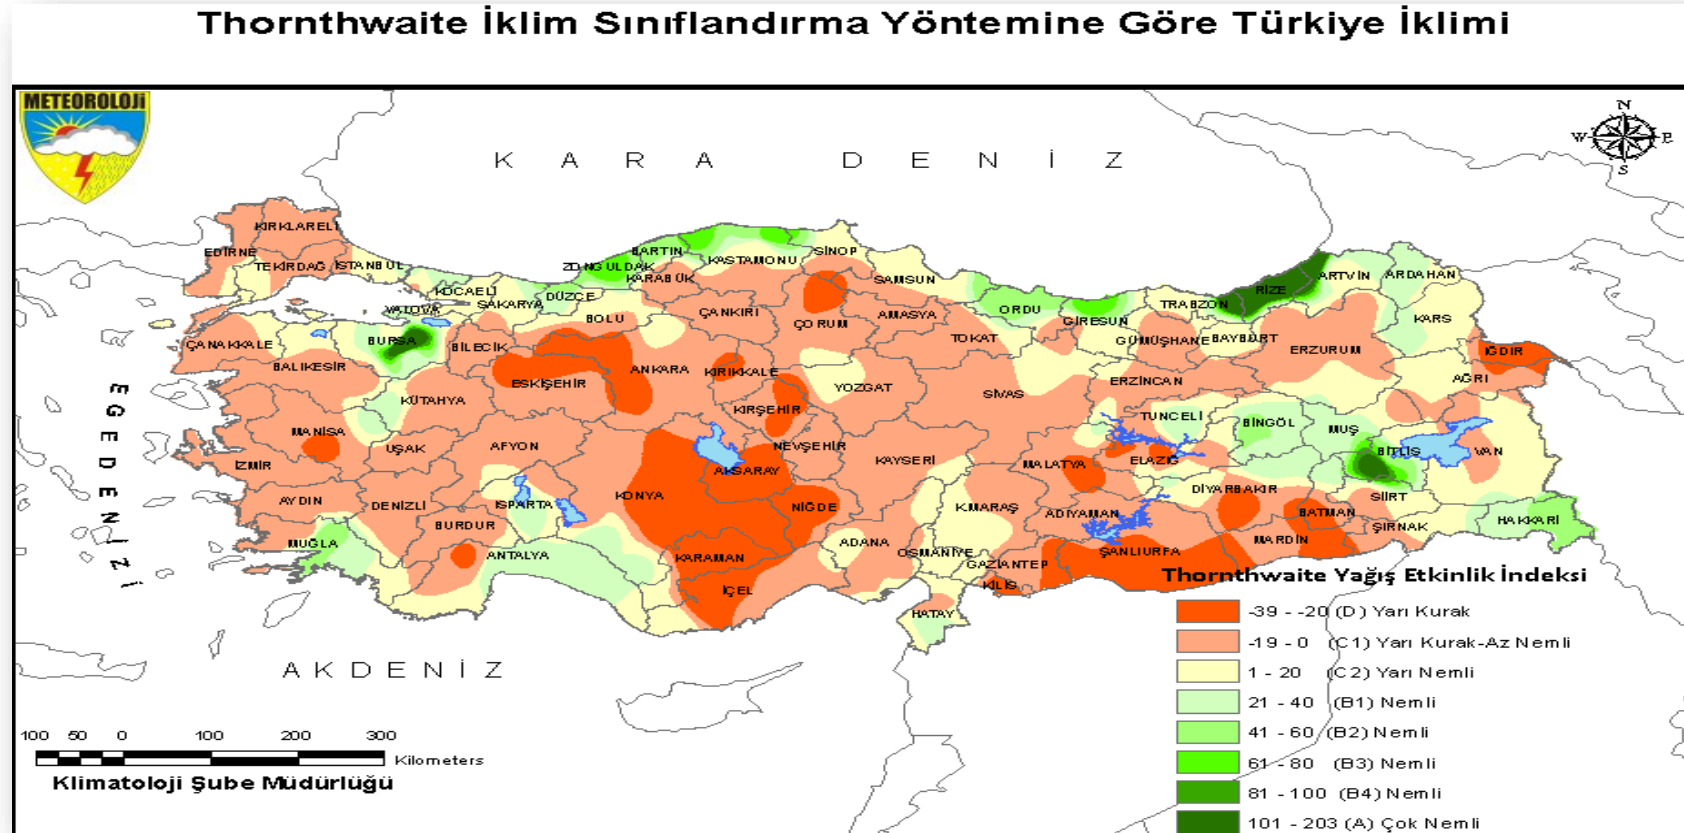 Thornthwaite İklim Sınıflandırma Yöntemine Göre Türkiye İklimi
METEOROLOJİ
N
W E
S
K A R A D E N İ Z
KIRKLARELİ
EDİRNE
TEKİRDAĞ İSTANBUL
BARTIN
ZONGULDAK
KARABÜK
KASTAMONU
SİNOP
SAMSUN
KOCAELİ
SAKARYA
DÜZCE
YALOVA
BOLU
ÇANKIRI
ÇORUM
AMASYA
ORDU
GİRESUN
TRABZON
RİZE
ARTVİN
ARDAHAN
KARS
ÇANAKKALE
BURSA
BİLECİK
BALIKESİR
ESKİŞEHİR
ANKARA
KIRIKKALE
YOZGAT
TOKAT
SİVAS
GÜMÜŞHANE
BAYBURT
ERZİNCAN
ERZURUM
IĞDIR
AĞRI
KÜTAHYA
KIRŞEHİR
TUNCELİ
BİNGÖL
MUŞ
MANİSA
UŞAK
AFYON
NEVŞEHİR
KAYSERİ
MALATYA
ELAZIĞ
BİTLİS
VAN
İZMİR
AKSARAY
AYDIN
DENİZLİ
ISPARTA
KONYA
NİĞDE
K.MARAŞ
ADIYAMAN
DİYARBAKIR
BATMAN
SİİRT
ŞIRNAK
HAKKARİ
BURDUR
MUĞLA
ANTALYA
KARAMAN
ADANA
OSMANİYE
GAZİANTEP
ŞANLIURFA
MARDİN
İÇEL
KİLİS
HATAY
E G E D E N İ Z İ
A K D E N İ Z
Thornthwaite Yağış Etkinlik İndeksi
-39 - -20 (D) Yarı Kurak
-19 - 0 (C1) Yarı Kurak-Az Nemli
1 - 20 (C2) Yarı Nemli
21 - 40 (B1) Nemli
41 - 60 (B2) Nemli
61 - 80 (B3) Nemli
81 - 100 (B4) Nemli
101 - 203 (A) Çok Nemli
100 50 0 100 200 300
Kilometers
Klimatoloji Şube Müdürlüğü